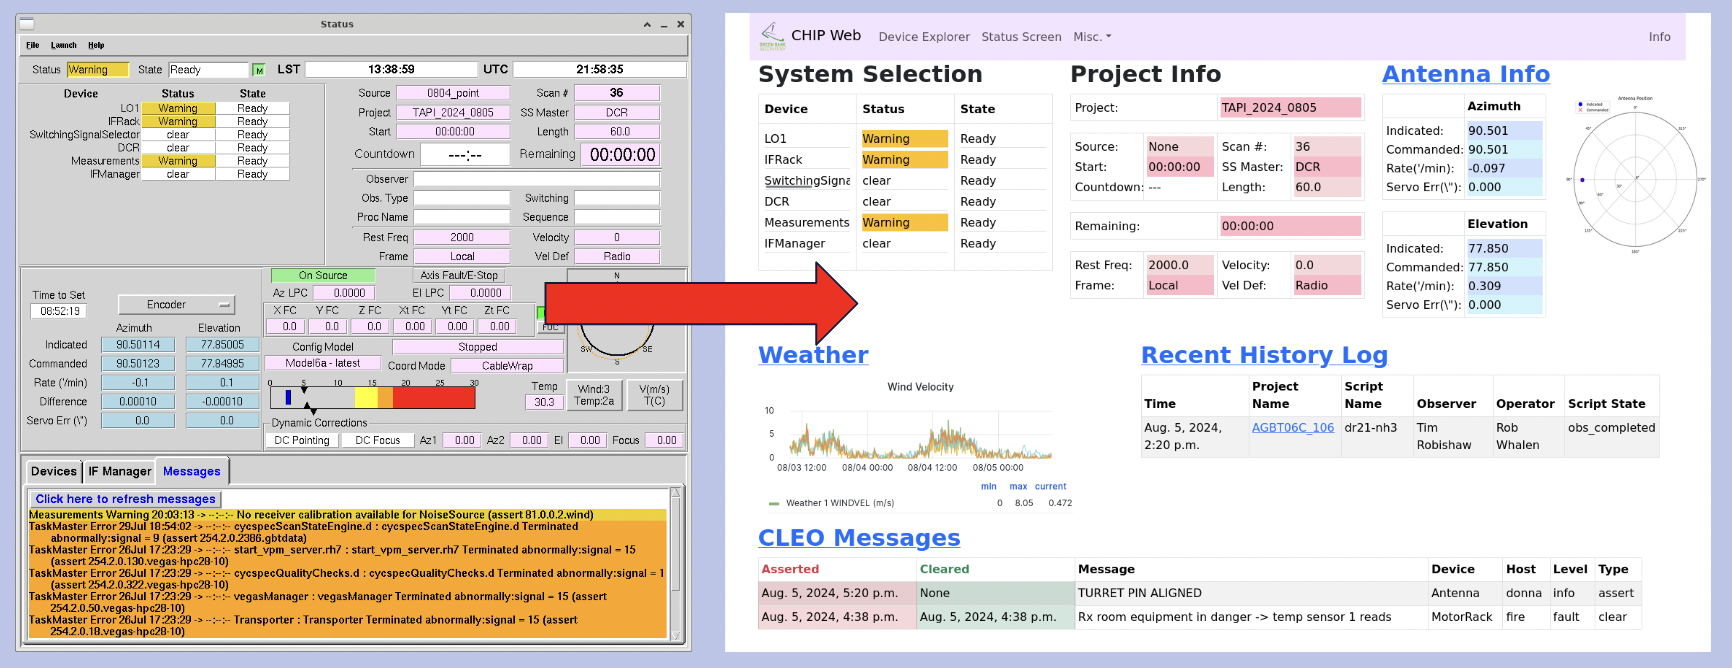 Status
File Launch Help
Status Warning State Ready M LST 13:38:59 UTC 21:58:35
Device Status State
LO1 Warning Ready
IFRack Warning Ready
SwitchingSignalSelector clear Ready
DCR clear Ready
Measurements Warning Ready
IFManager clear Ready
Source 0804_point Scan # 36
Project TAPI_2024_0805 SS Master DCR
Start 00:00:00 Length 60.0
Countdown ---:-- Remaining 00:00:00
Observer
Obs. Type Switching
Proc Name Sequence
Rest Freq 2000 Velocity 0
Frame Local Vel Def Radio
Time to Set
08:52:19
Encoder
Azimuth Elevation
Indicated 90.50114 77.85005
Commanded 90.50123 77.84995
Rate ('/min) -0.1 0.1
Difference 0.00010 -0.00010
Servo Err (\") 0.0 0.0
On Source Axis Fault/E-Stop
Az LPC 0.0000 El LPC 0.0000
X FC Y FC Z FC Xt FC Yt FC Zt FC
0.0 0.0 0.0 0.00 0.00 0.00
N
SW SE
S
Config Model Stopped
Model6a - latest Coord Mode CableWrap
0 5 10 15 20 25 30
Temp
30.3
Wind:3
Temp:2a
V(m/s)
T(C)
Dynamic Corrections
DC Pointing DC Focus Az1 0.00 Az2 0.00 El 0.00 Focus 0.00
Devices IF Manager Messages
Click here to refresh messages
Measurements Warning 20:03:13 -> --:--:-- No receiver calibration available for NoiseSource (assert 81.0.0.2.wind)
TaskMaster Error 29Jul 18:54:02 -> --:--:-- cycspecScanStateEngine.d : cycspecScanStateEngine.d Terminated
abnormally:signal = 9 (assert 254.2.0.2386.gbtdata)
TaskMaster Error 26Jul 17:23:29 -> --:--:-- start_vpm_server.rh7 : start_vpm_server.rh7 Terminated abnormally:signal = 15
(assert 254.2.0.130.vegas-hpc28-10)
TaskMaster Error 26Jul 17:23:29 -> --:--:-- cycspecQualityChecks.d : cycspecQualityChecks.d Terminated abnormally:signal = 1
(assert 254.2.0.322.vegas-hpc28-10)
TaskMaster Error 26Jul 17:23:29 -> --:--:-- vegasManager : vegasManager Terminated abnormally:signal = 15 (assert
254.2.0.50.vegas-hpc28-10)
TaskMaster Error 26Jul 17:23:29 -> --:--:-- Transporter : Transporter Terminated abnormally:signal = 15 (assert
254.2.0.18.vegas-hpc28-10)
CHIP Web Device Explorer Status Screen Misc. Info
System Selection
Device Status State
LO1 Warning Ready
IFRack Warning Ready
SwitchingSigna clear Ready
DCR clear Ready
Measurements Warning Ready
IFManager clear Ready
Project Info
Project: TAPI_2024_0805
Source: None Scan #: 36
Start: 00:00:00 SS Master: DCR
Countdown: --- Length: 60.0
Remaining: 00:00:00
Rest Freq: 2000.0 Velocity: 0.0
Frame: Local Vel Def: Radio
Antenna Info
Azimuth
Indicated: 90.501
Commanded: 90.501
Rate('/min): -0.097
Servo Err(\"): 0.000
Elevation
Indicated: 77.850
Commanded: 77.850
Rate('/min): 0.309
Servo Err(\"): 0.000
Antenna Position
Indicated
Commanded
Weather
Wind Velocity
10
5
0
08/03 12:00 08/04 00:00 08/04 12:00 08/05 00:00
min max current
Weather 1 WINDVEL (m/s) 0 8.05 0.472
Recent History Log
Time Project Name Script Name Observer Operator Script State
Aug. 5, 2024, 2:20 p.m. AGBT06C_106 dr21-nh3 Tim Robishaw Rob Whalen obs_completed
CLEO Messages
Asserted Cleared Message Device Host Level Type
Aug. 5, 2024, 5:20 p.m. None TURRET PIN ALIGNED Antenna donna info assert
Aug. 5, 2024, 4:38 p.m. Aug. 5, 2024, 4:38 p.m. Rx room equipment in danger -> temp sensor 1 reads MotorRack fire fault clear